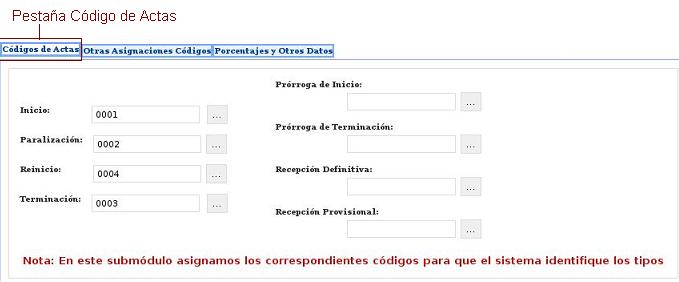 Pestaña Código de Actas
Códigos de Actas Otras Asignaciones Códigos Porcentajes y Otros Datos
Prórroga de Inicio:
...
Inicio: 0001 ...
Prórroga de Terminación:
Paralización: 0002 ...
...
Reinicio: 0004 ...
Recepción Definitiva:
...
Terminación: 0003 ...
Recepción Provisional:
...
Nota: En este submódulo asignamos los correspondientes códigos para que el sistema identifique los tipos